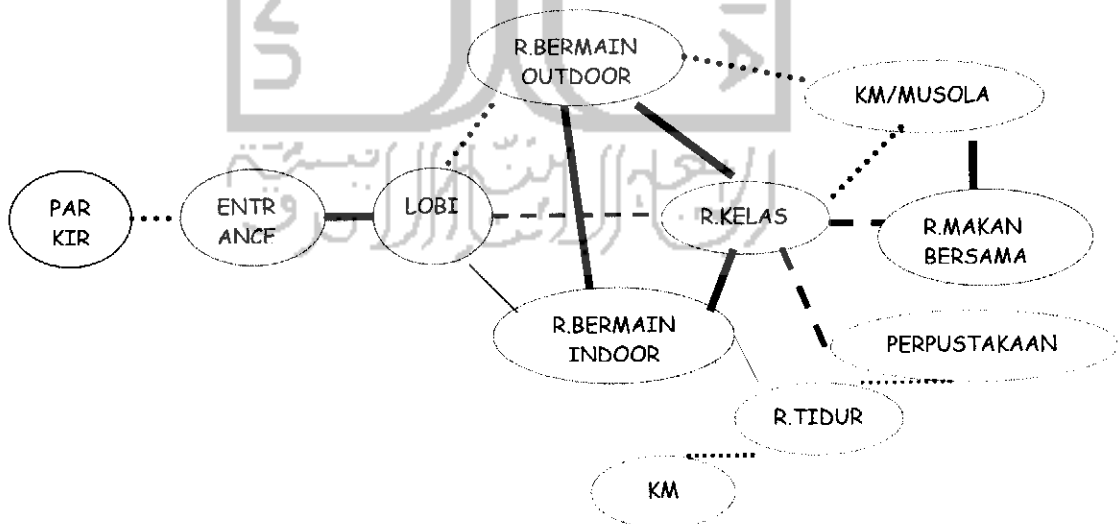 R.BERMAIN
OUTDOOR
KM/MUSOLA
PAR
KIR
ENTR
ANCE
LOBI
R.KELAS
R.MAKAN
BERSAMA
R.BERMAIN
INDOOR
PERPUSTAKAAN
R.TIDUR
KM